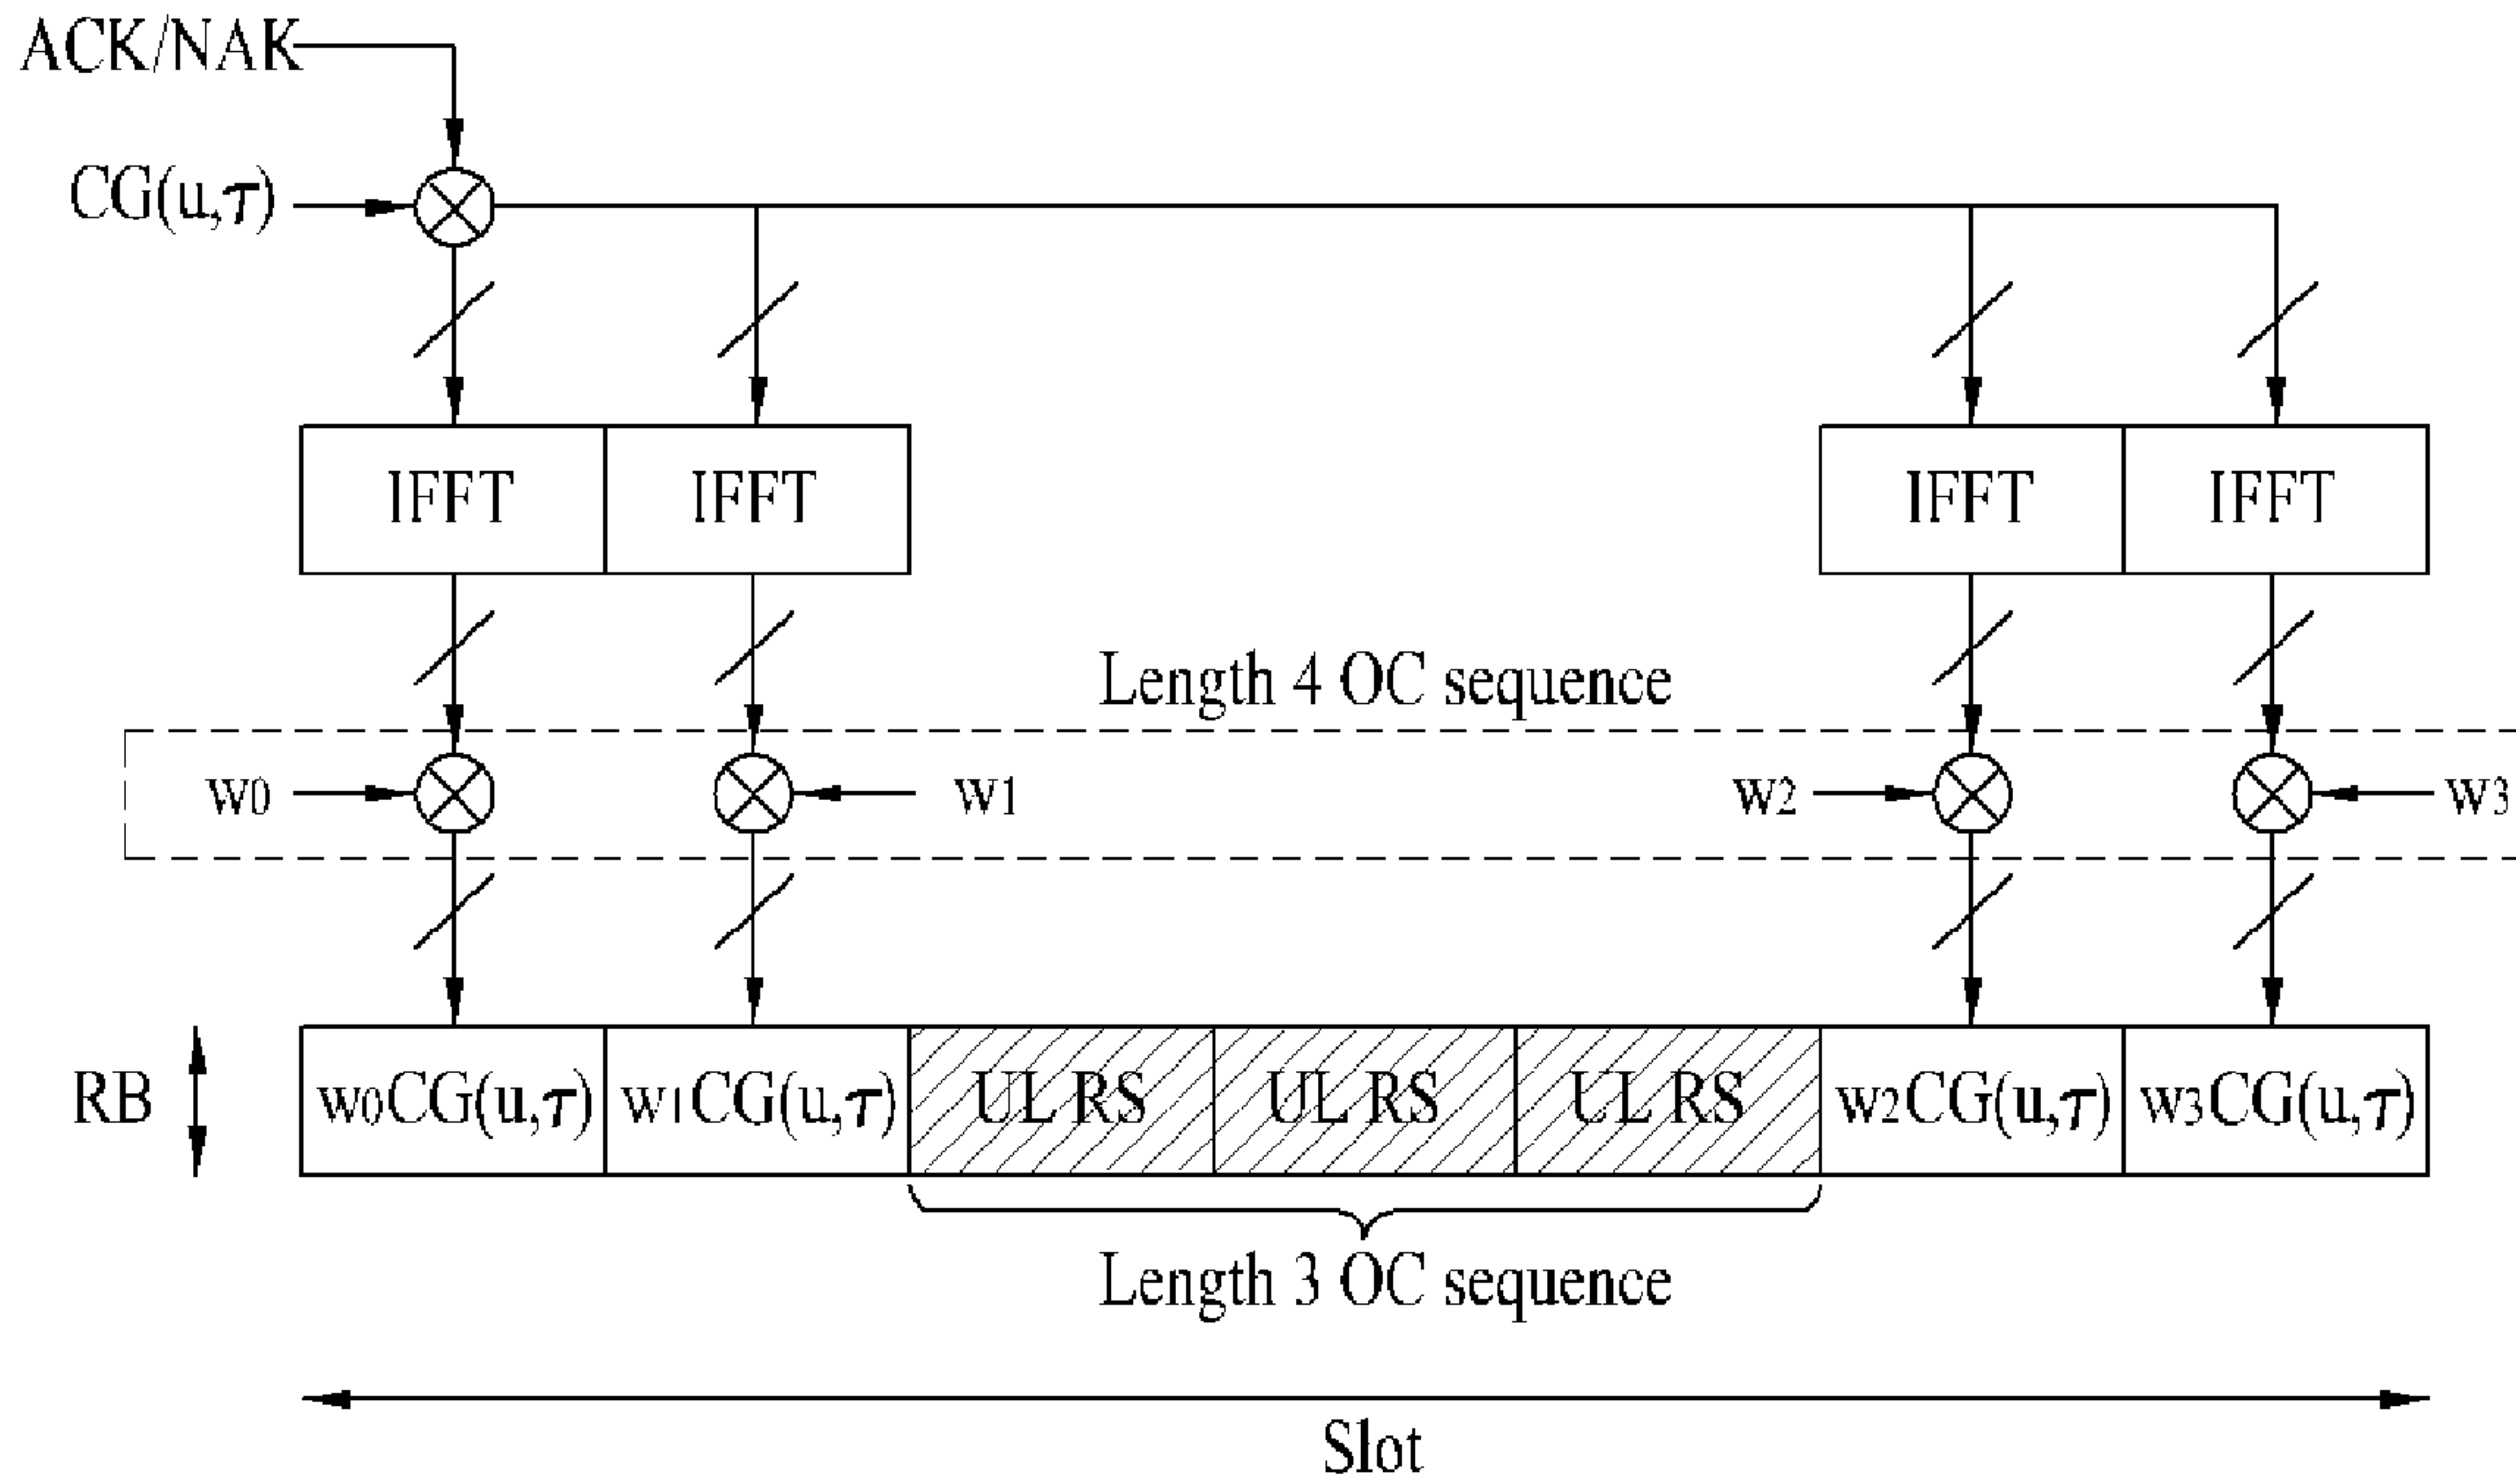 ACK/NAK
CG(u,τ)
IFFT IFFT IFFT IFFT
Length 4 OC sequence
w0 w1 w2 w3
RB w0CG(u,τ) w1CG(u,τ) UL RS UL RS UL RS w2CG(u,τ) w3CG(u,τ)
Length 3 OC sequence
Slot